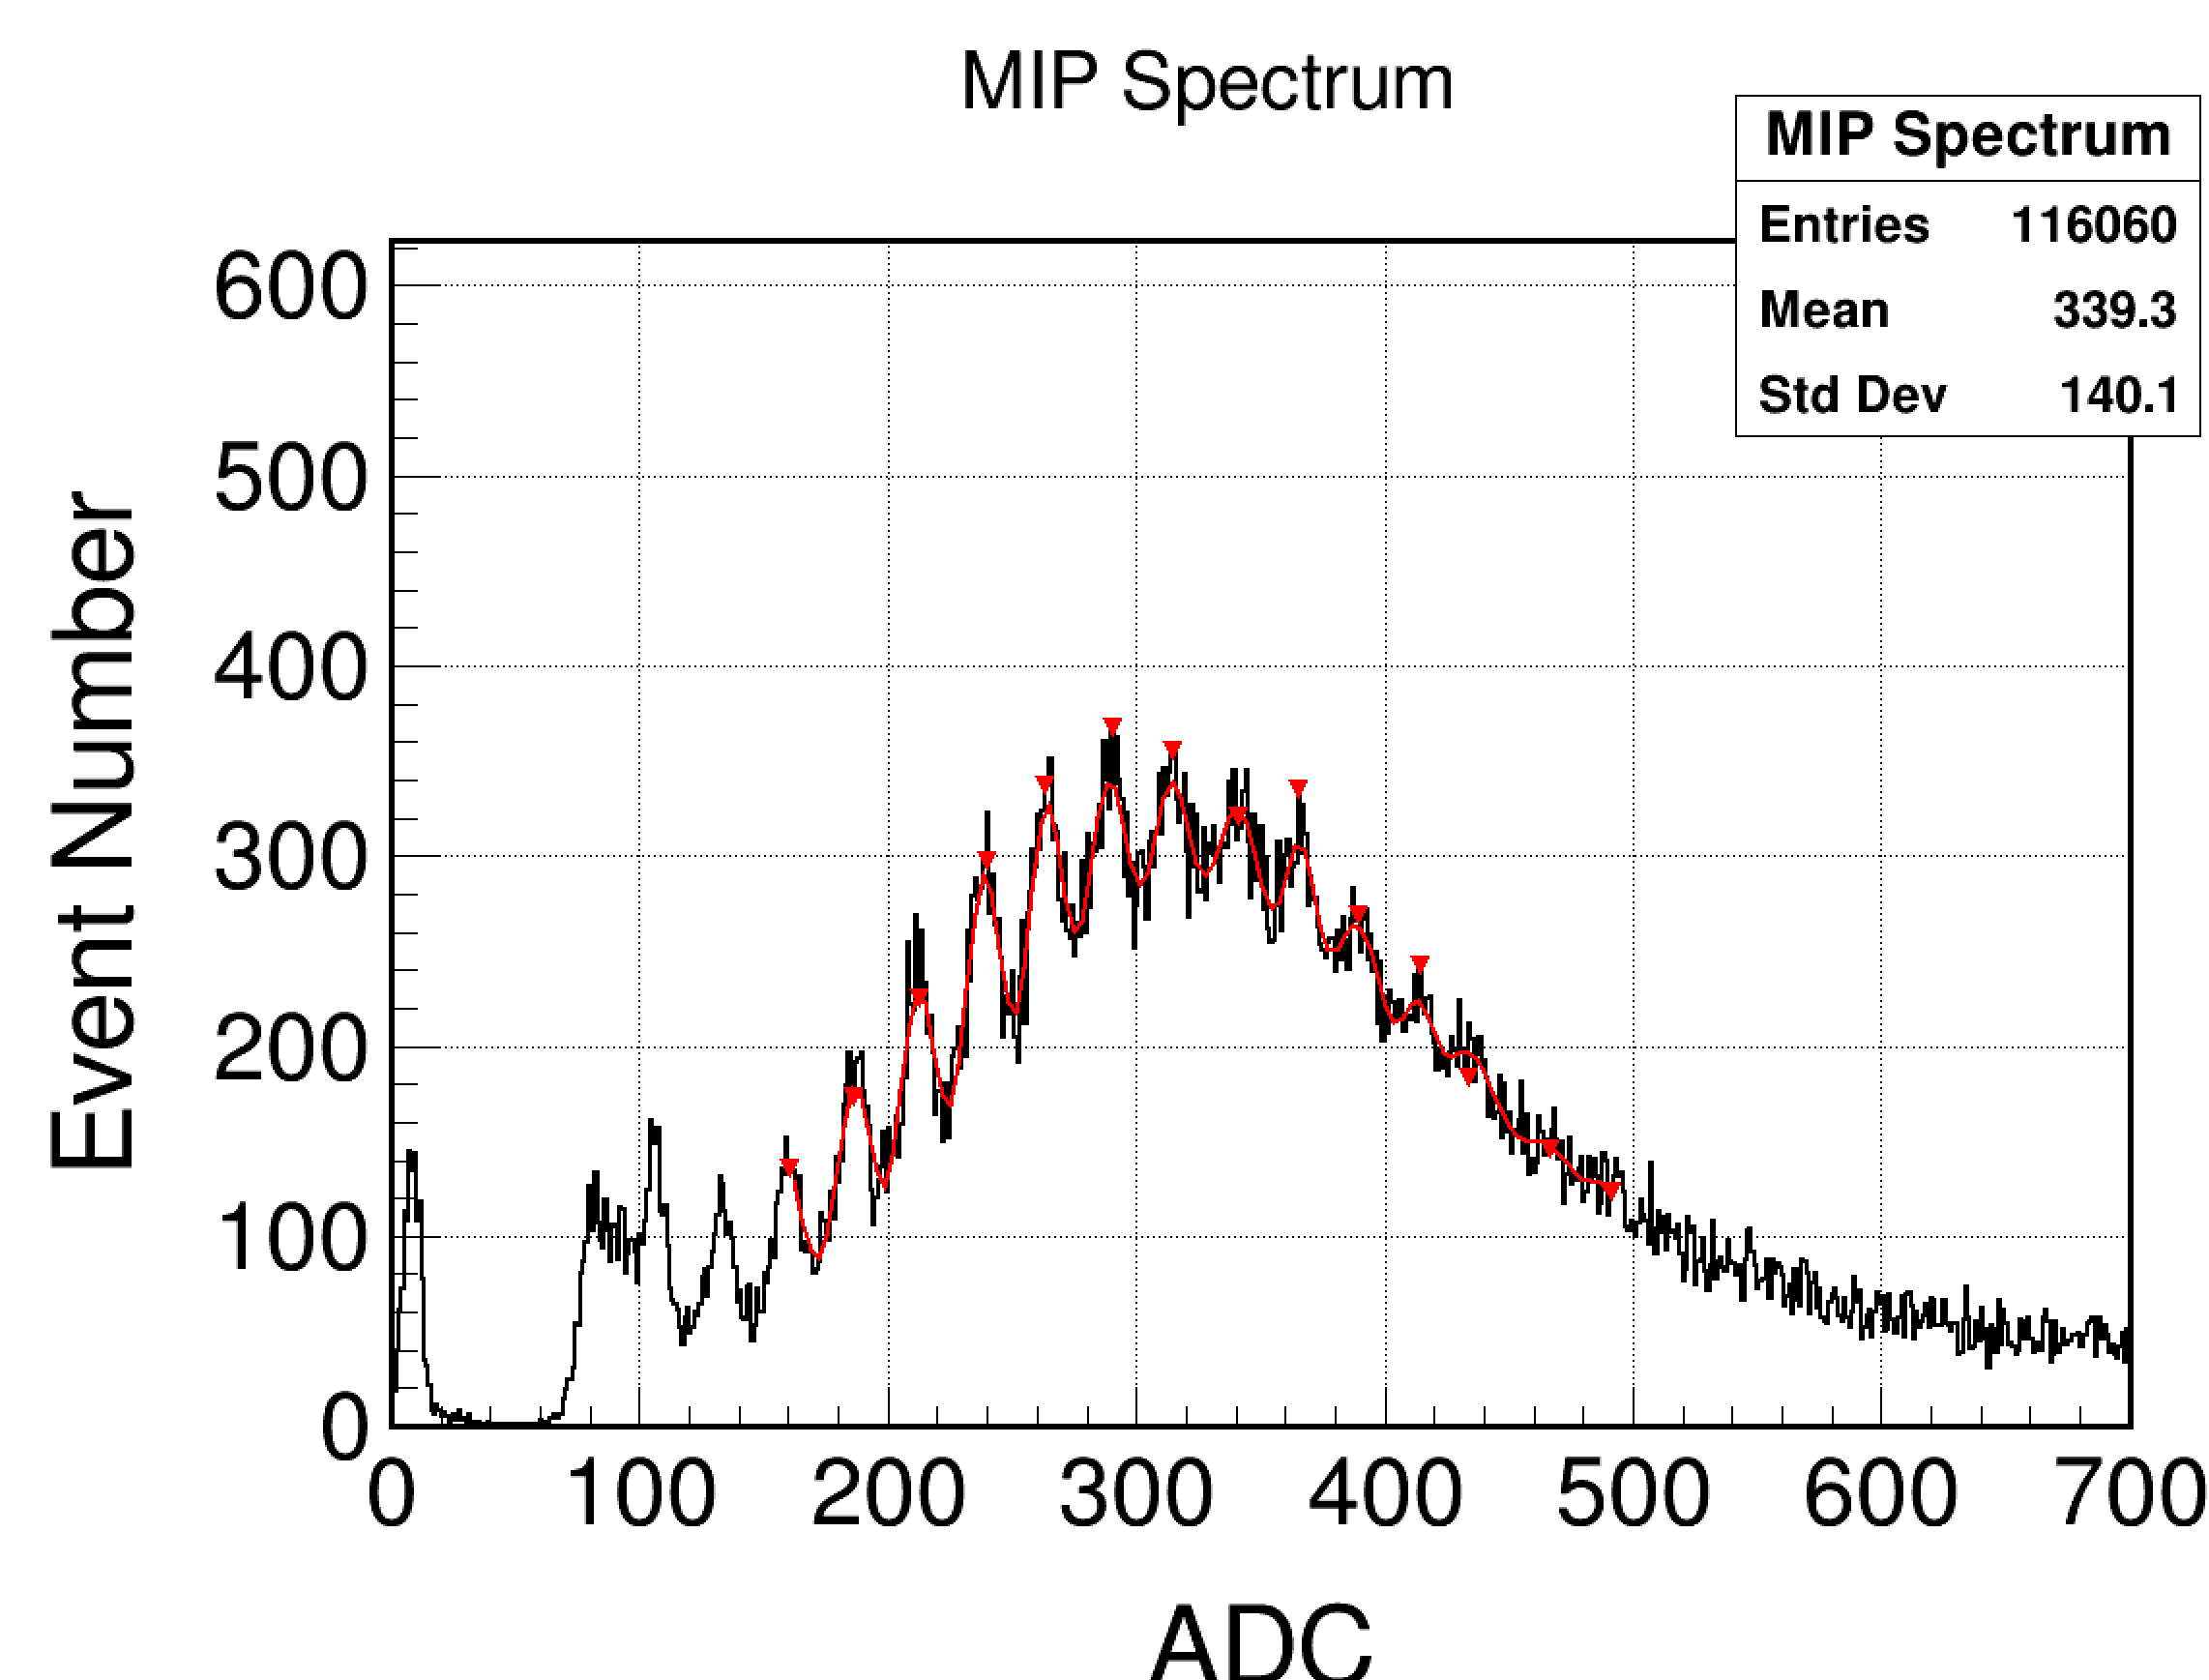 MIP Spectrum
MIP Spectrum
Entries 116060
Mean 339.3
Std Dev 140.1
Event Number
600
500
400
300
200
100
0
0 100 200 300 400 500 600 700
ADC